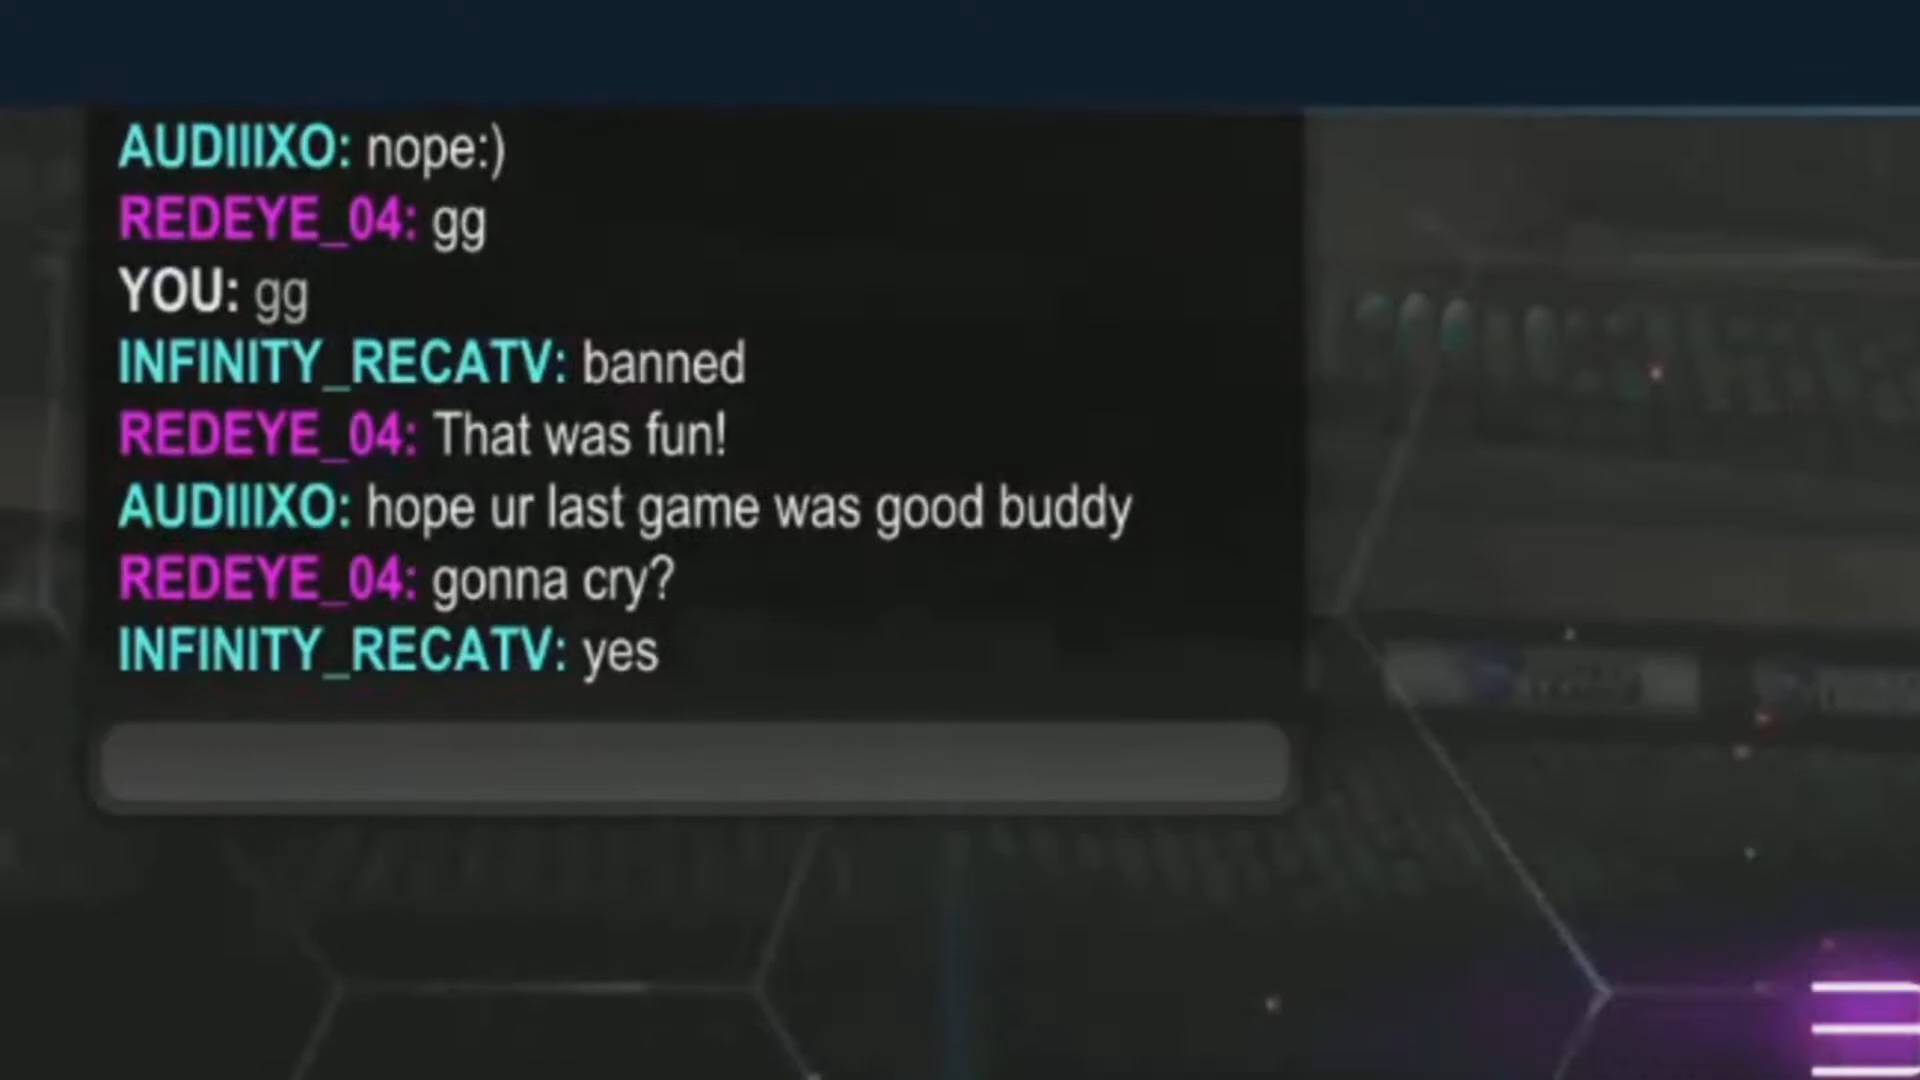 AUDIIIXO: nope:)
REDEYE_04: gg
YOU: gg
INFINITY_RECATV: banned
REDEYE_04: That was fun!
AUDIIIXO: hope ur last game was good buddy
REDEYE_04: gonna cry?
INFINITY_RECATV: yes